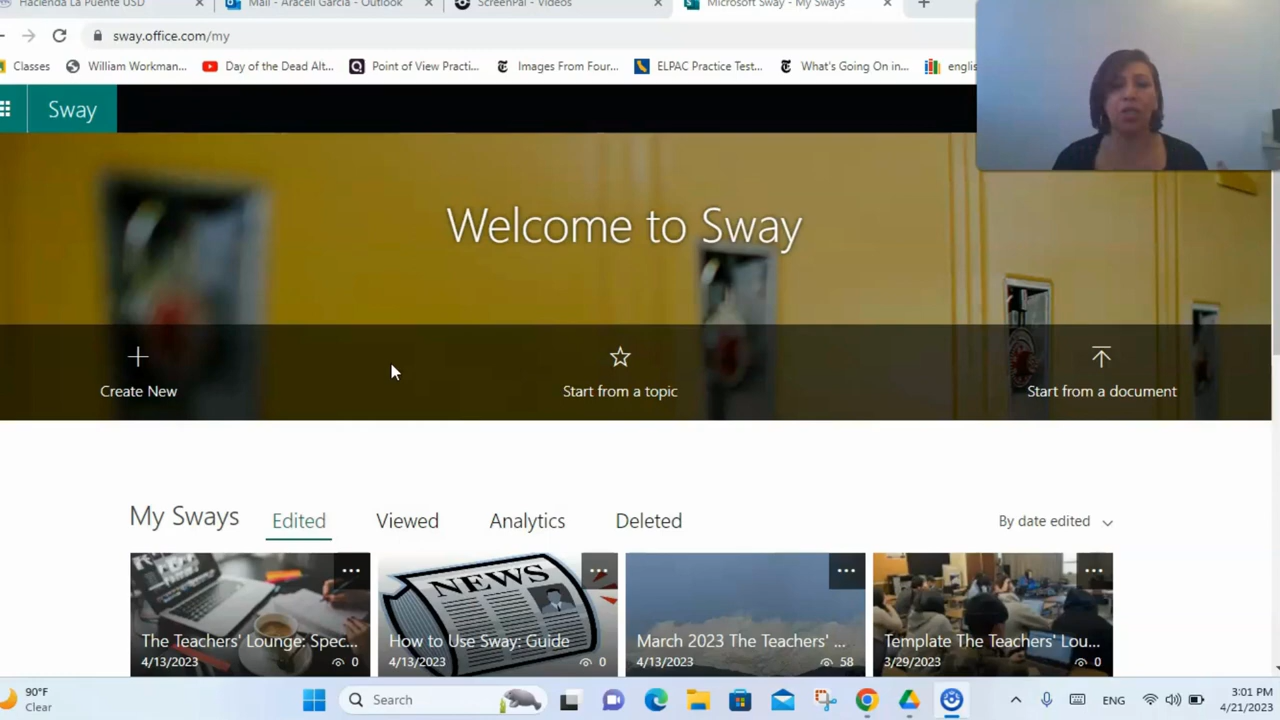 Hacienda La Puente USD
Mail - Araceli Garcia - Outlook
ScreenPal - Videos
Microsoft Sway - My Sways
sway.office.com/my
Classes
William Workman...
Day of the Dead Alt...
Point of View Practi...
Images From Four...
ELPAC Practice Test...
What's Going On in...
englis
Sway
Welcome to Sway
Create New
Start from a topic
Start from a document
My Sways
Edited
Viewed
Analytics
Deleted
By date edited
NEWS
The Teachers' Lounge: Spec...
4/13/2023
0
How to Use Sway: Guide
4/13/2023
0
March 2023 The Teachers' ...
4/13/2023
58
Template The Teachers' Lou...
3/29/2023
0
90°F
Clear
Search
ENG
3:01 PM
4/21/2023